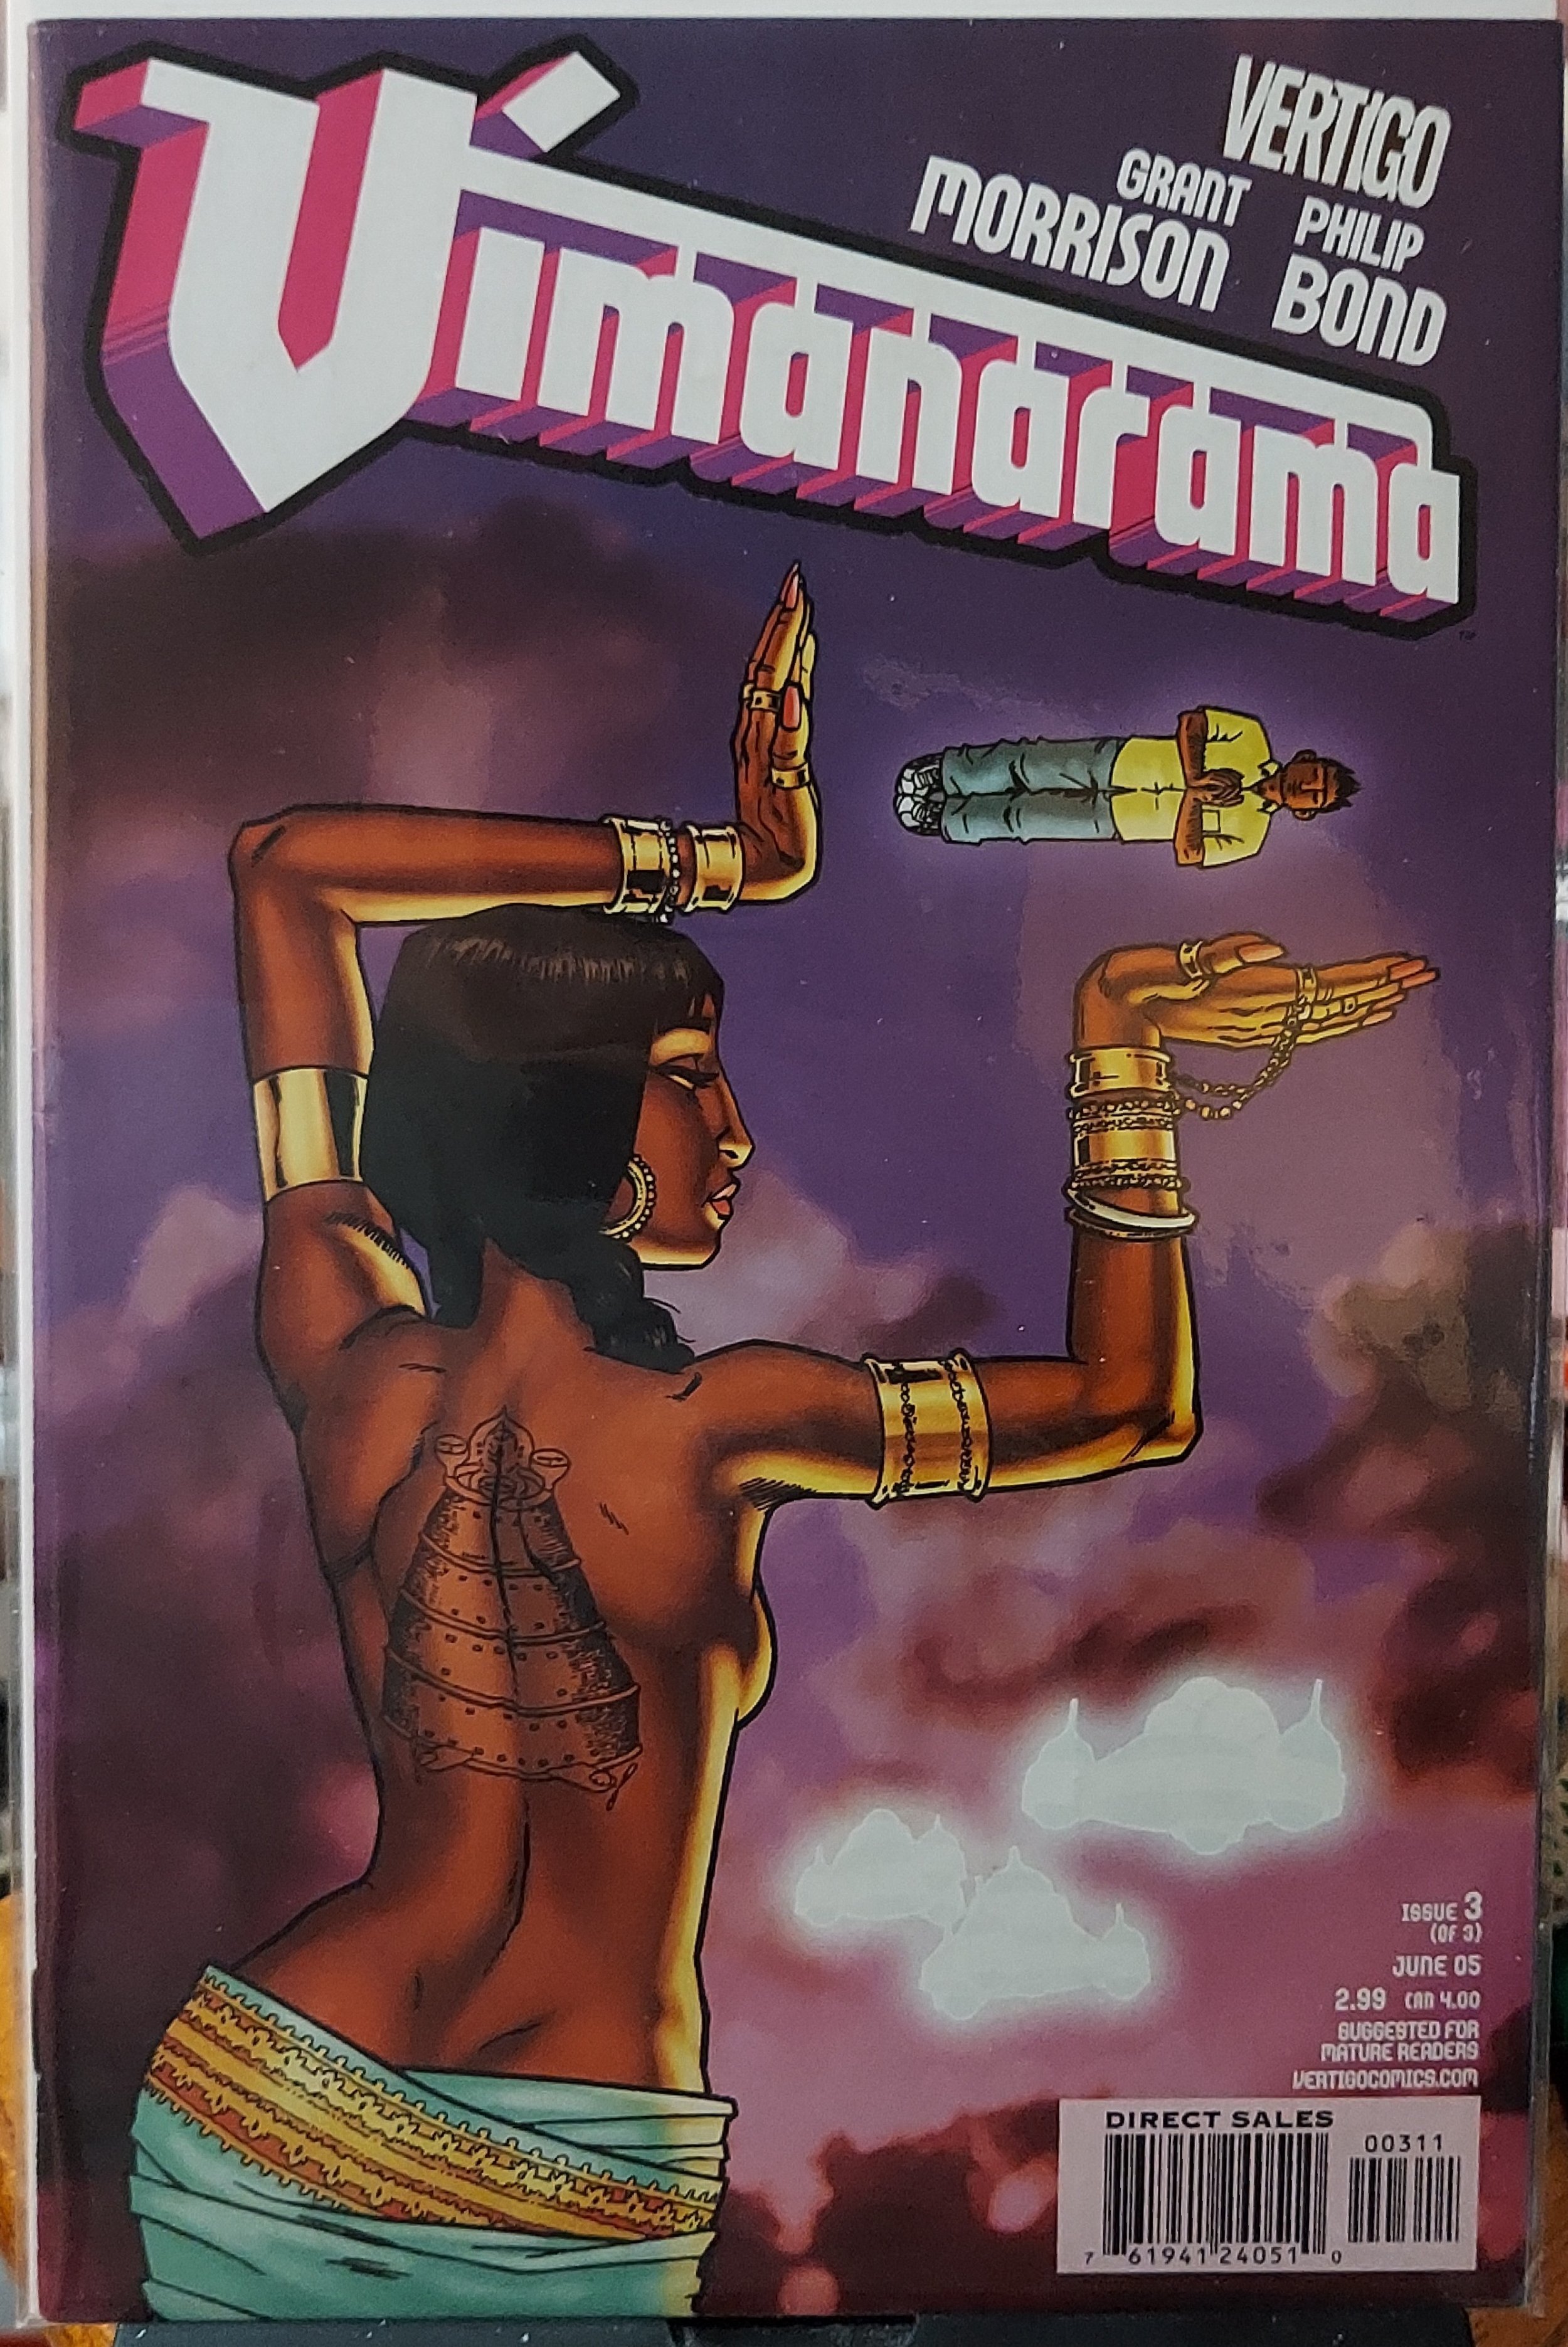 Vimanarama
VERTIGO
GRANT MORRISON
PHILIP BOND
ISSUE 3
(OF 3)
JUNE 05
2.99 CAN 4.00
SUGGESTED FOR
MATURE READERS
VERTIGOCOMICS.COM
DIRECT SALES
00311
7 61941 24051 0